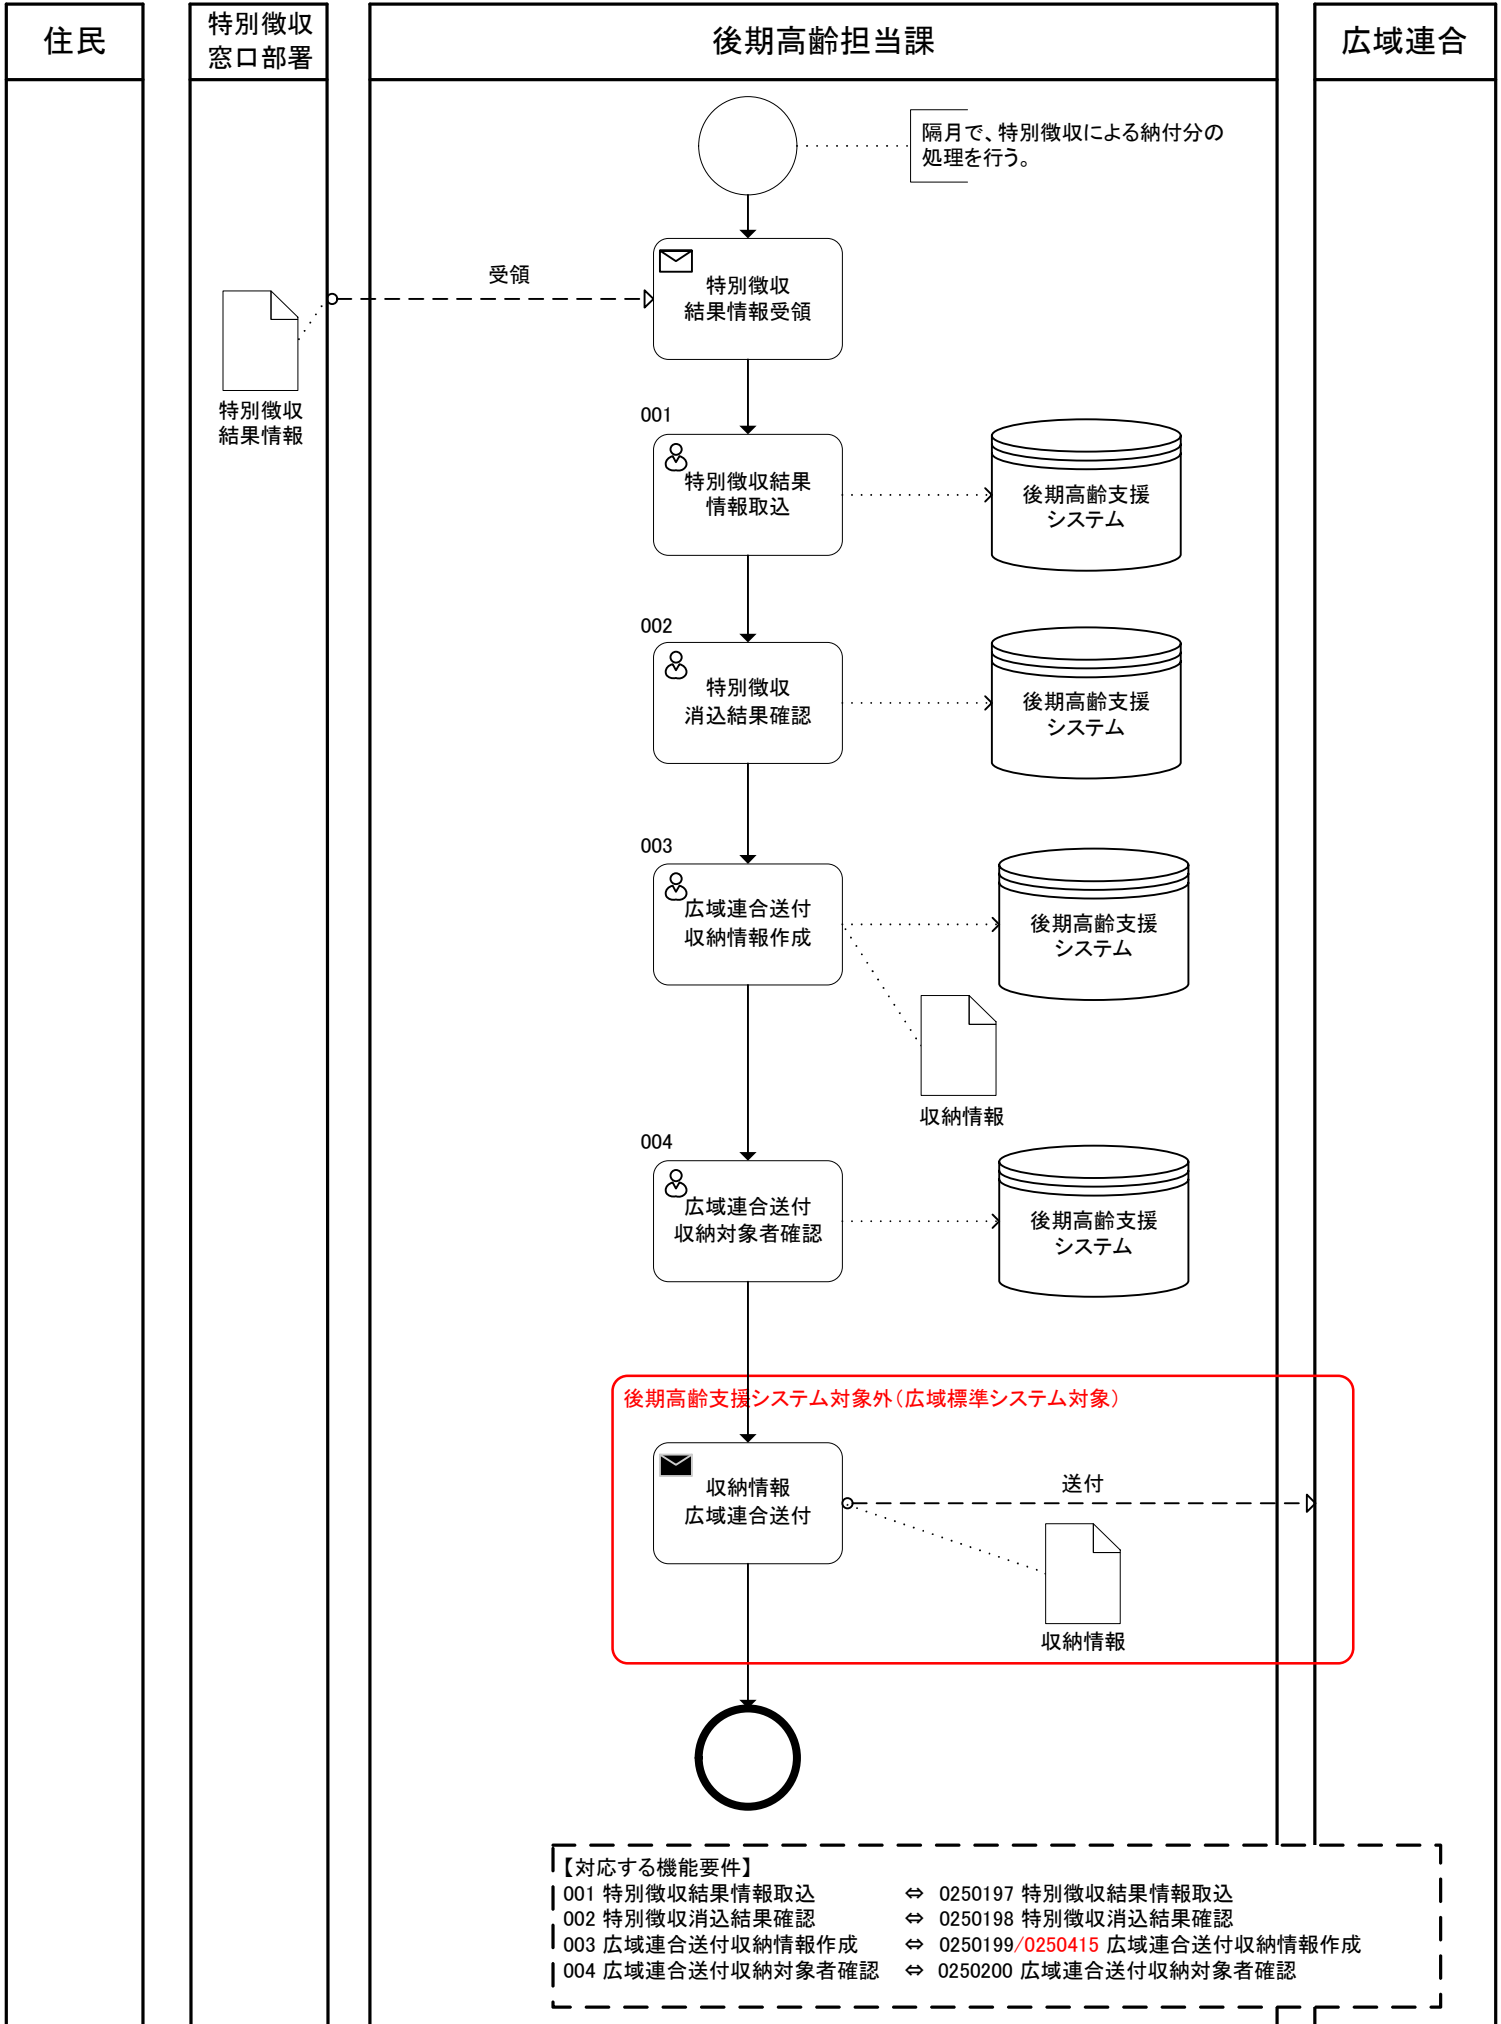 住民
特別徴収
窓口部署
後期高齢担当課
広域連合
隔月で、特別徴収による納付分の
処理を行う。
受領
特別徴収
結果情報受領
特別徴収
結果情報
001
特別徴収結果
情報取込
後期高齢支援
システム
002
特別徴収
消込結果確認
後期高齢支援
システム
003
広域連合送付
収納情報作成
後期高齢支援
システム
収納情報
004
広域連合送付
収納対象者確認
後期高齢支援
システム
後期高齢支援システム対象外（広域標準システム対象）
収納情報
広域連合送付
送付
収納情報
【対応する機能要件】
001 特別徴収結果情報取込 ⇔ 0250197 特別徴収結果情報取込
002 特別徴収消込結果確認 ⇔ 0250198 特別徴収消込結果確認
003 広域連合送付収納情報作成 ⇔ 0250199/0250415 広域連合送付収納情報作成
004 広域連合送付収納対象者確認 ⇔ 0250200 広域連合送付収納対象者確認